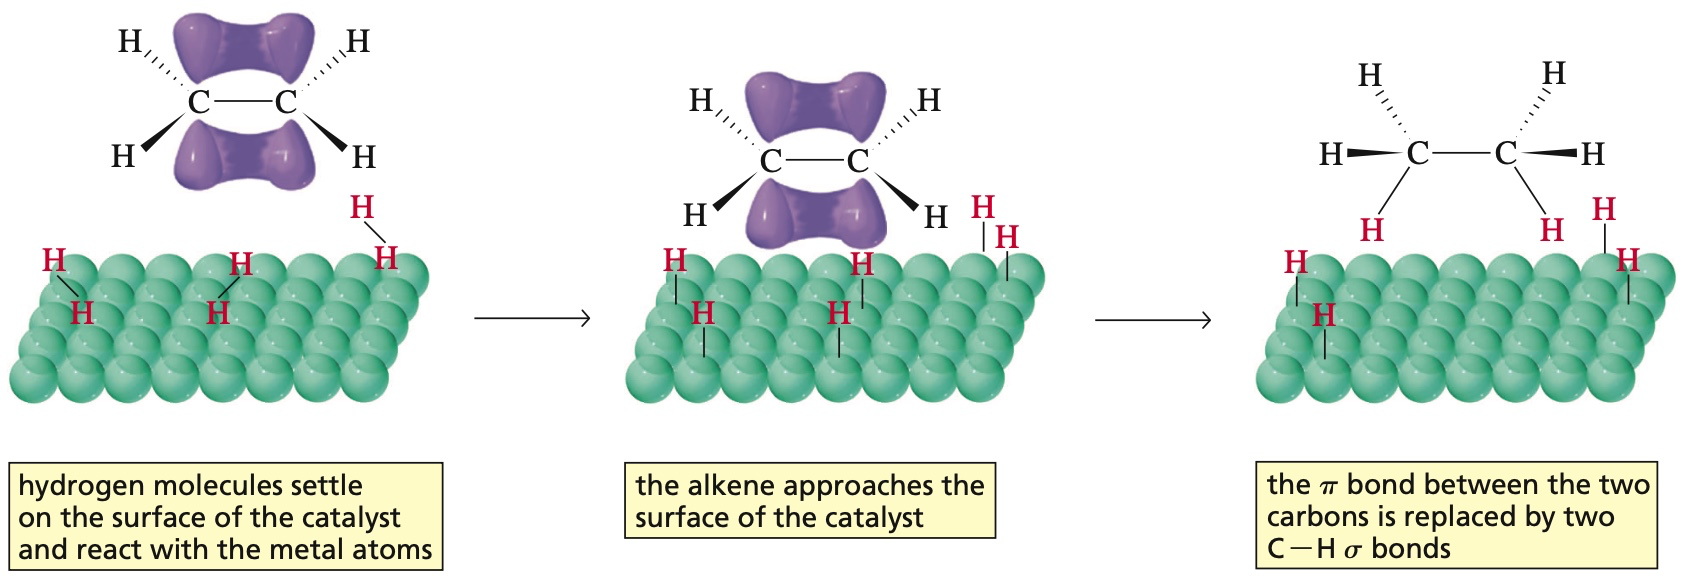 H H
C C
H H
H
H
H H
H H
H H
C C
H H
H
H
H H
H H
H H
H C C H
H H
H
H
H
H
hydrogen molecules settle
on the surface of the catalyst
and react with the metal atoms
the alkene approaches the
surface of the catalyst
the π bond between the two
carbons is replaced by two
C—H σ bonds